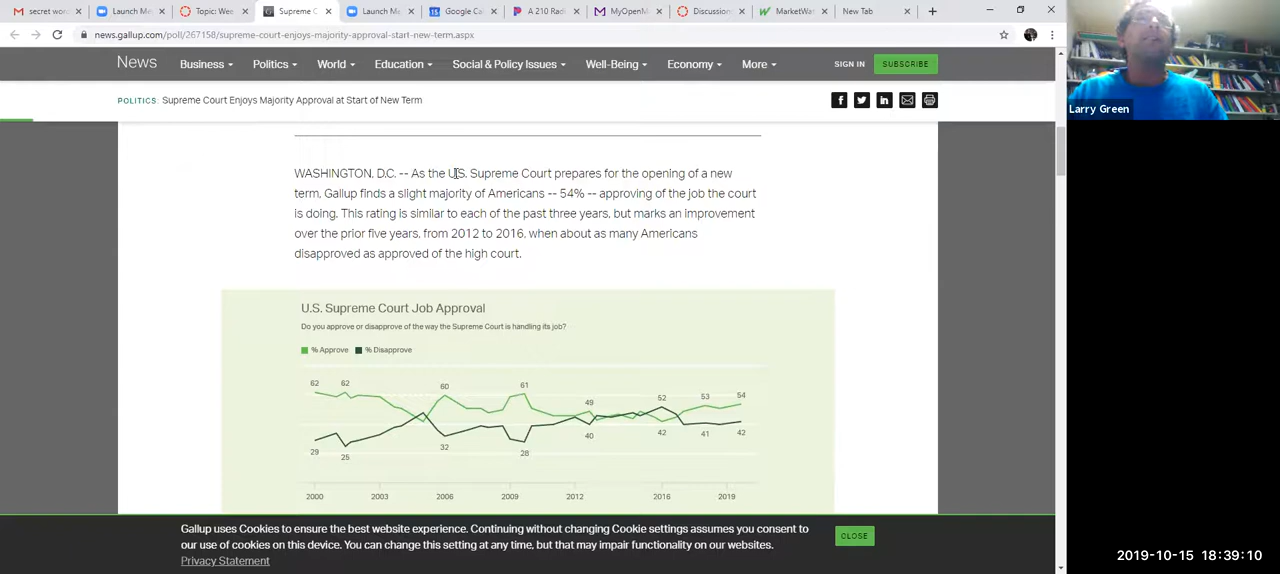 secret wor
Launch Me
Topic: Wee
Supreme C
Launch Me
Google Ca
A 210 Radi
MyOpenM
Discussion
MarketWat
New Tab
news.gallup.com/poll/267158/supreme-court-enjoys-majority-approval-start-new-term.aspx
News Business Politics World Education Social & Policy Issues Well-Being Economy More SIGN IN SUBSCRIBE
POLITICS: Supreme Court Enjoys Majority Approval at Start of New Term
Larry Green
WASHINGTON, D.C. -- As the U.S. Supreme Court prepares for the opening of a new
term, Gallup finds a slight majority of Americans -- 54% -- approving of the job the court
is doing. This rating is similar to each of the past three years, but marks an improvement
over the prior five years, from 2012 to 2016, when about as many Americans
disapproved as approved of the high court.
U.S. Supreme Court Job Approval
Do you approve or disapprove of the way the Supreme Court is handling its job?
% Approve % Disapprove
62 62 60 61 49 52 53 54
29 25 32 28 40 42 41 42
2000 2003 2006 2009 2012 2016 2019
Gallup uses Cookies to ensure the best website experience. Continuing without changing Cookie settings assumes you consent to
our use of cookies on this device. You can change this setting at any time, but that may impair functionality on our websites.
Privacy Statement
CLOSE
2019-10-15 18:39:10